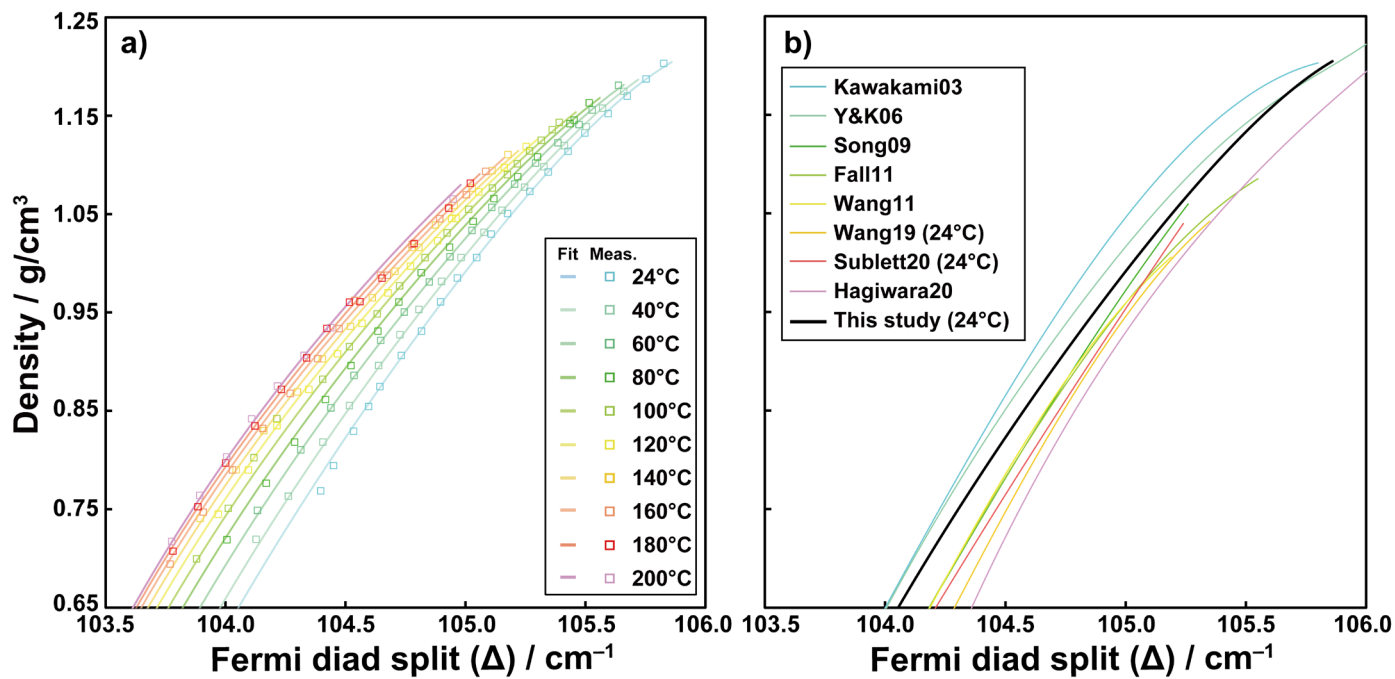 a)
Density / g/cm³
1.25
1.15
1.05
0.95
0.85
0.75
0.65
103.5 104.0 104.5 105.0 105.5 106.0
Fermi diad split (Δ) / cm⁻¹
Fit Meas.
24°C
40°C
60°C
80°C
100°C
120°C
140°C
160°C
180°C
200°C
b)
Kawakami03
Y&K06
Song09
Fall11
Wang11
Wang19 (24°C)
Sublett20 (24°C)
Hagiwara20
This study (24°C)
103.5 104.0 104.5 105.0 105.5 106.0
Fermi diad split (Δ) / cm⁻¹